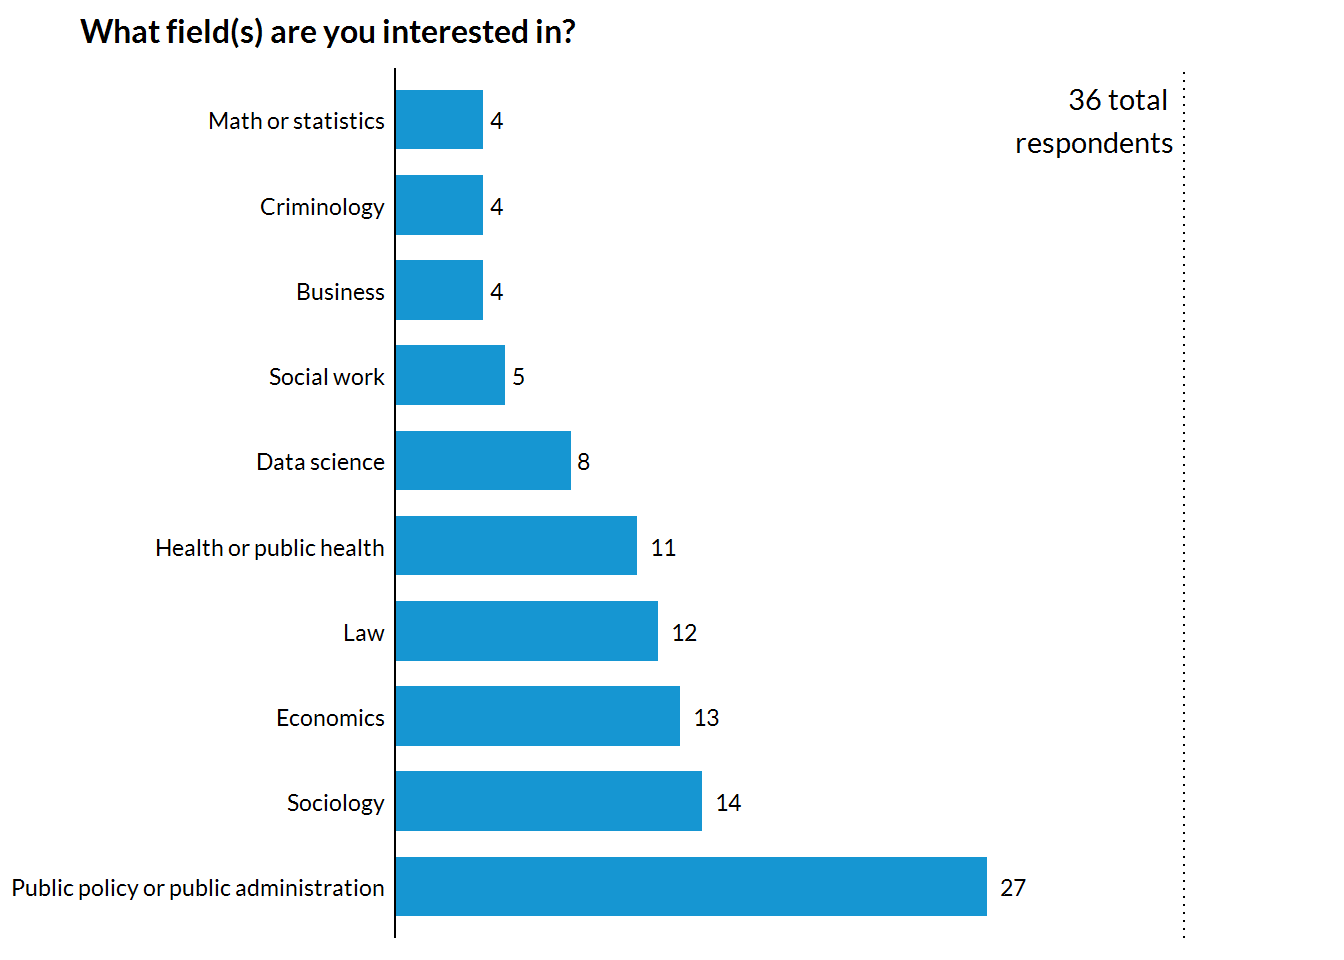 What field(s) are you interested in?
36 total
respondents
Math or statistics 4
Criminology 4
Business 4
Social work 5
Data science 8
Health or public health 11
Law 12
Economics 13
Sociology 14
Public policy or public administration 27